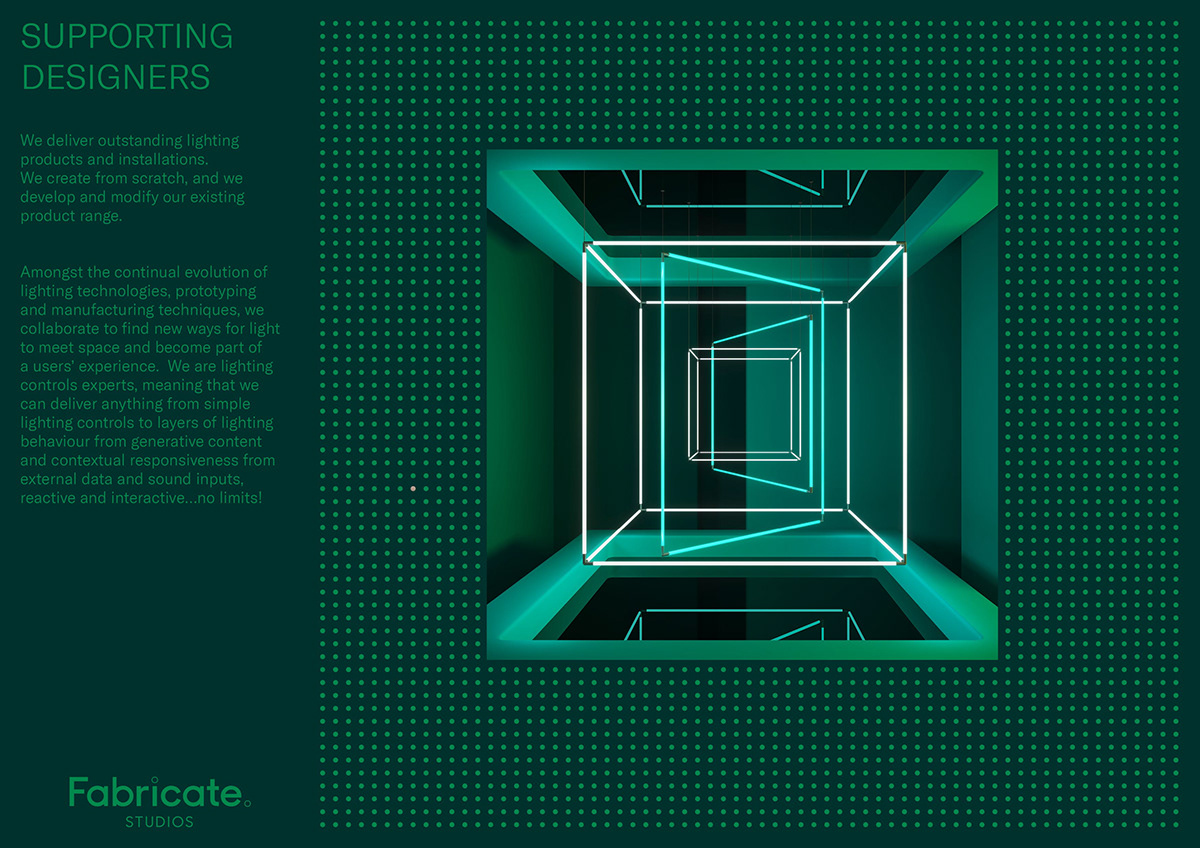 SUPPORTING
DESIGNERS
We deliver outstanding lighting
products and installations.
We create from scratch, and we
develop and modify our existing
product range.
Amongst the continual evolution of
lighting technologies, prototyping
and manufacturing techniques, we
collaborate to find new ways for light
to meet space and become part of
a users' experience.  We are lighting
controls experts, meaning that we
can deliver anything from simple
lighting controls to layers of lighting
behaviour from generative content
and contextual responsiveness from
external data and sound inputs,
reactive and interactive...no limits!
Fabricate.
STUDIOS